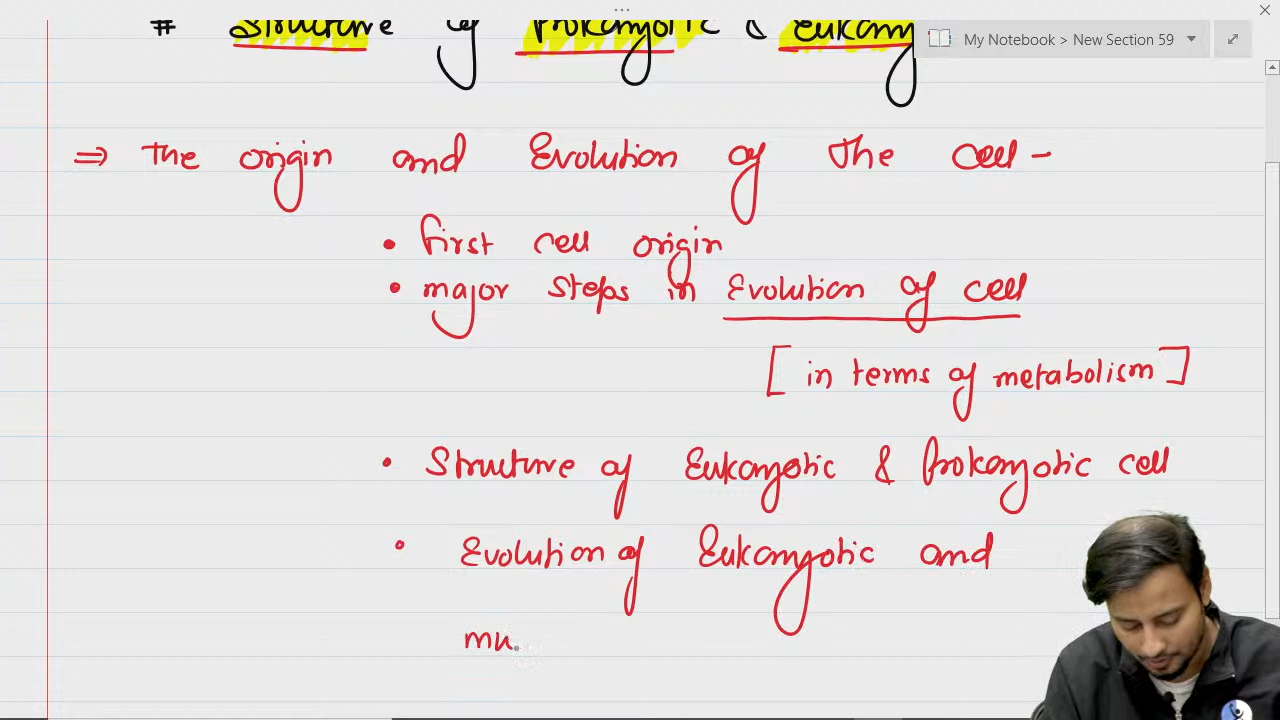 # Structure of Prokaryotic & Eukary
My Notebook > New Section 59
⇒ The origin and Evolution of The Cell -
• First cell origin
• major steps in Evolution of cell
[in terms of metabolism]
• Structure of Eukaryotic & Prokaryotic cell
• Evolution of Eukaryotic and
mu